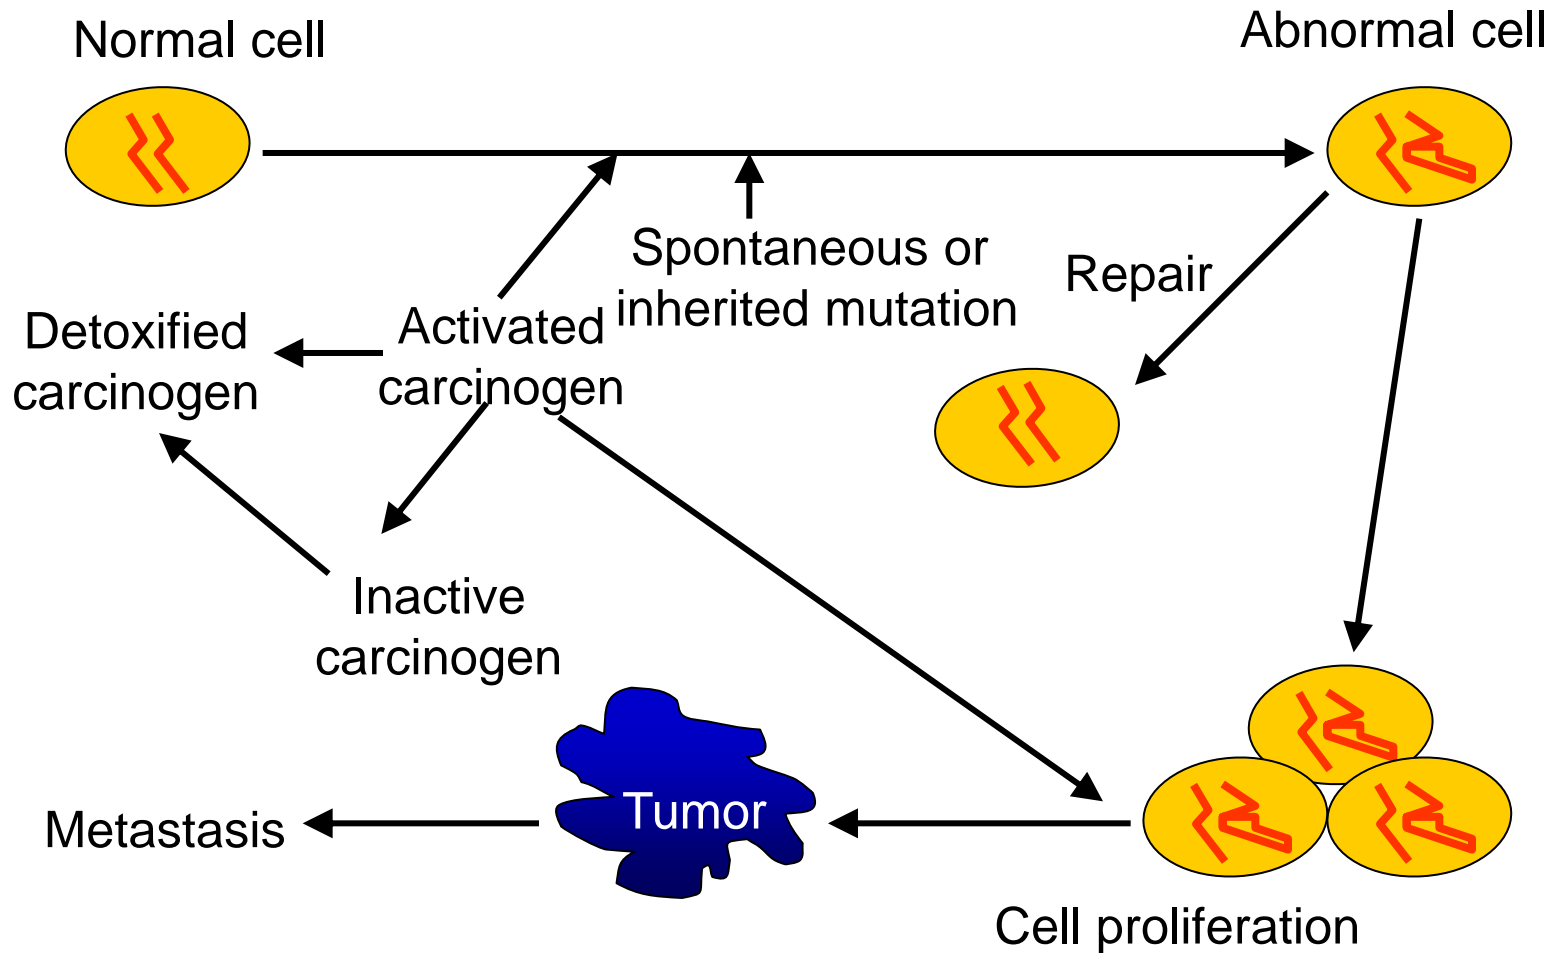 Normal cell
Abnormal cell
Spontaneous or
inherited mutation
Repair
Detoxified
carcinogen
Activated
carcinogen
Inactive
carcinogen
Tumor
Metastasis
Cell proliferation